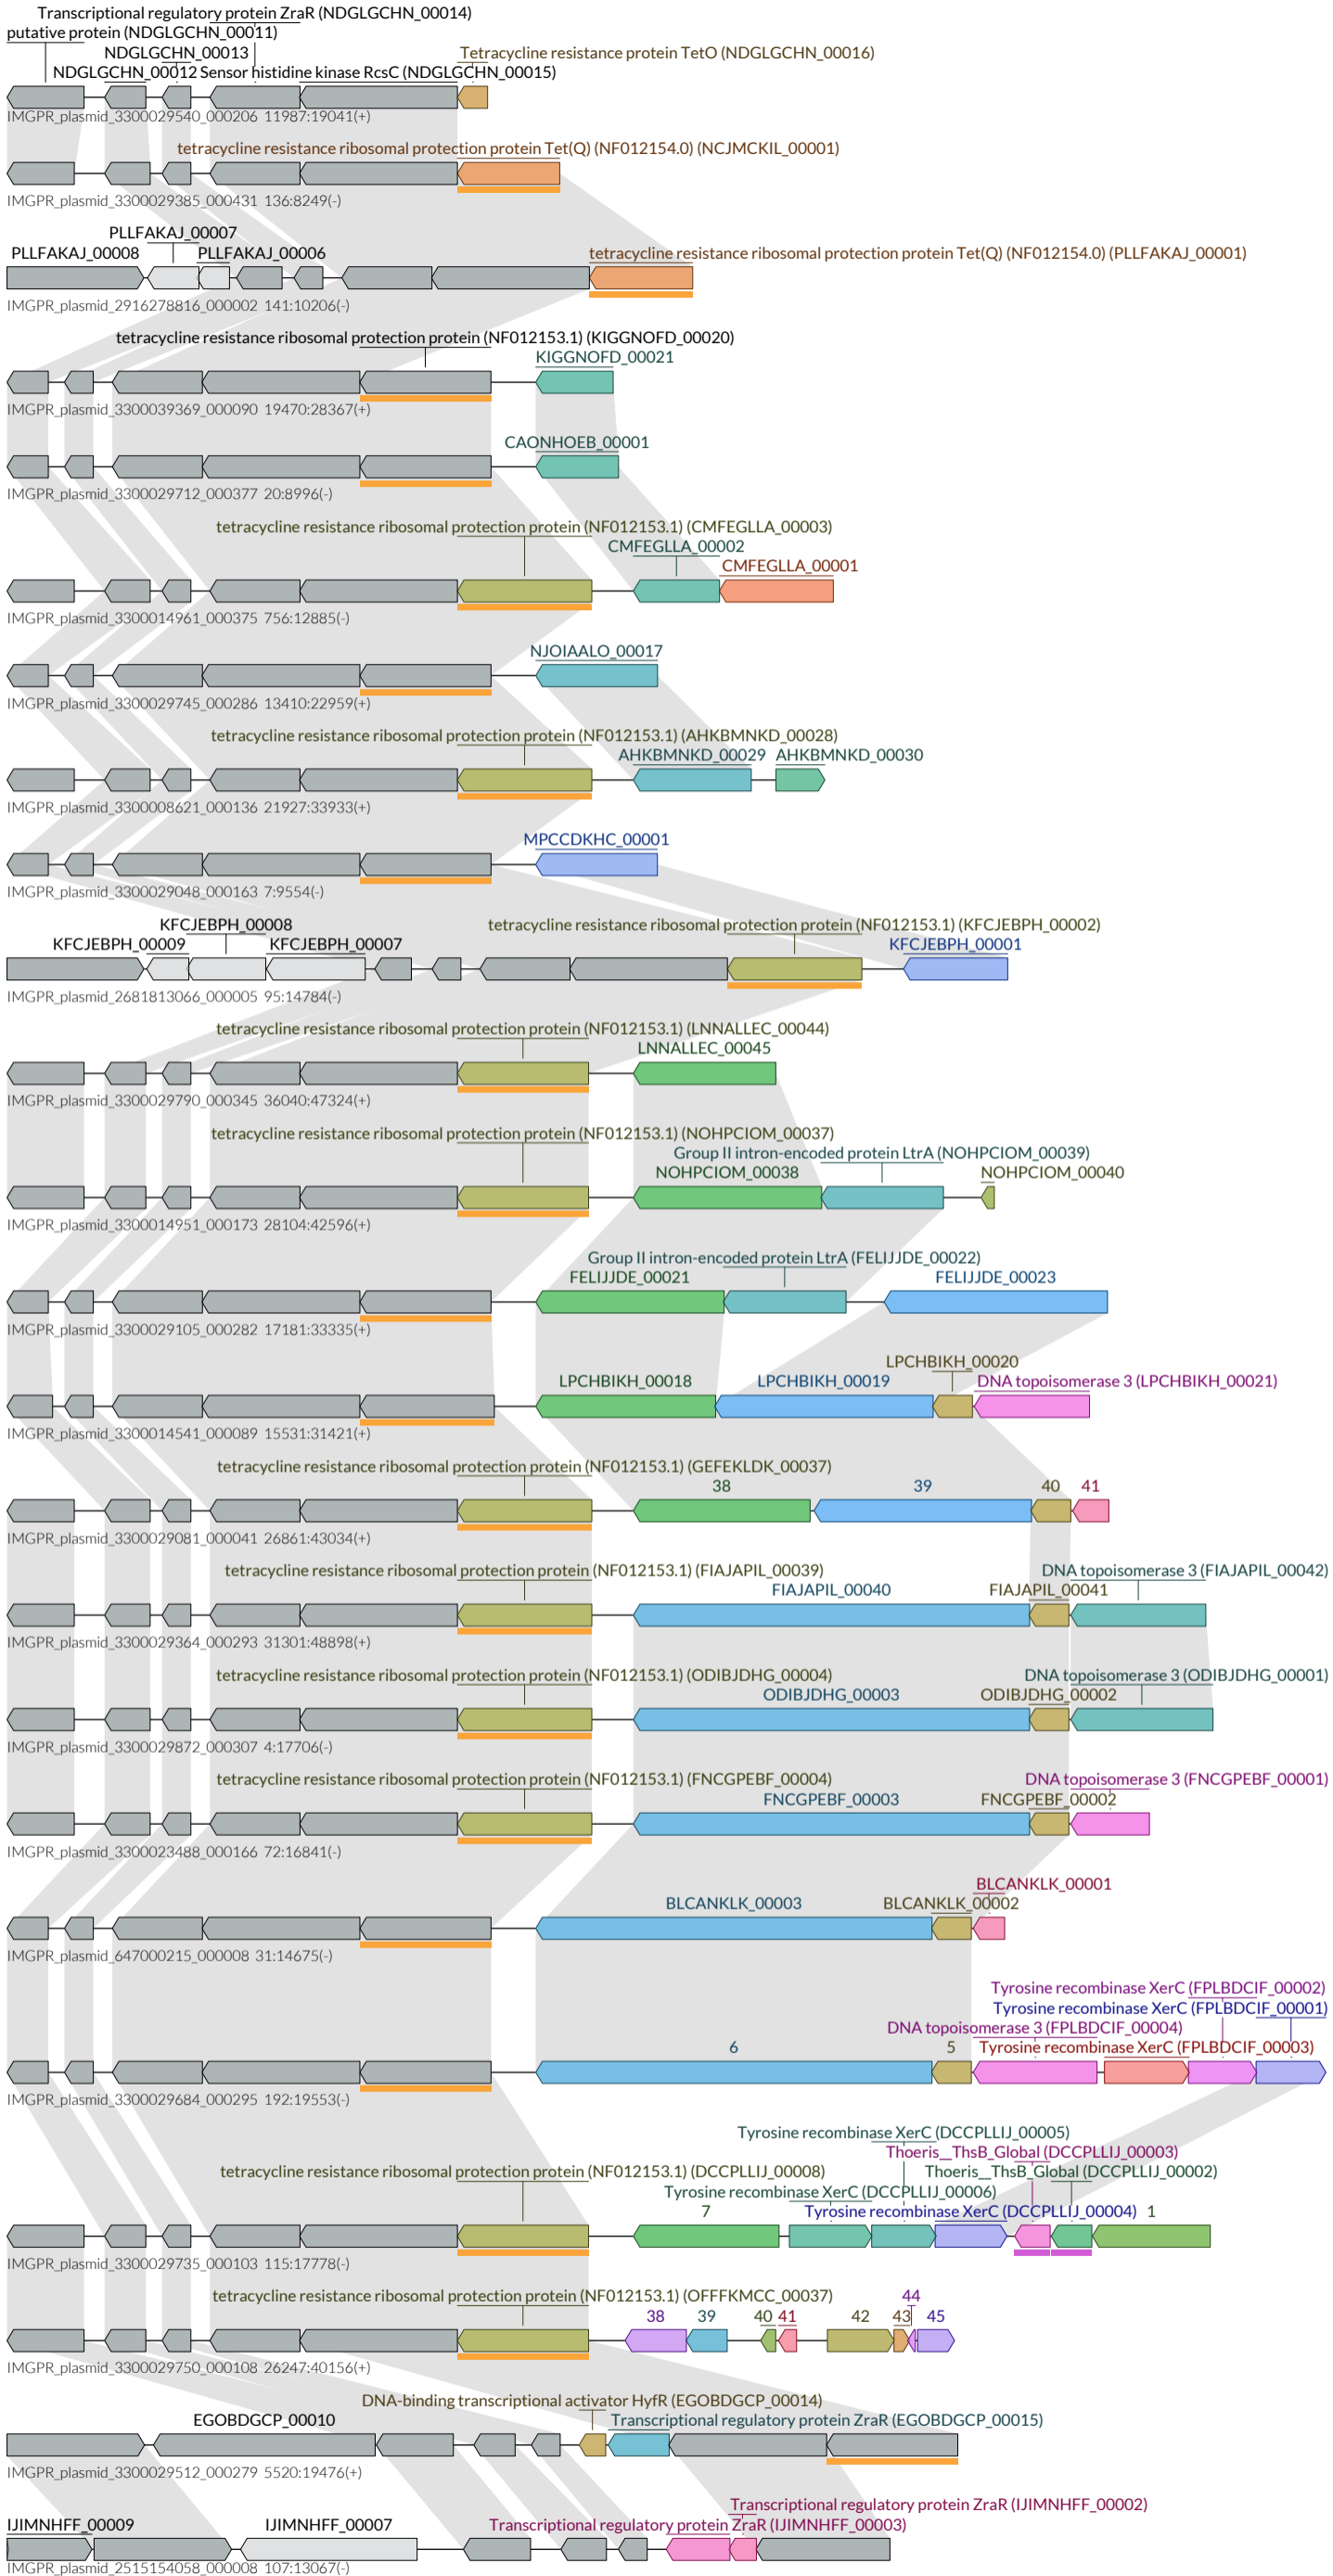 Transcriptional regulatory protein ZraR (NDGLGCHN_00014)
putative protein (NDGLGCHN_00011)
NDGLGCHN_00013
Tetracycline resistance protein TetO (NDGLGCHN_00016)
NDGLGCHN_00012 Sensor histidine kinase RcsC (NDGLGCHN_00015)
IMGPR_plasmid_3300029540_000206 11987:19041(+)
tetracycline resistance ribosomal protection protein Tet(Q) (NF012154.0) (NCJMCKIL_00001)
IMGPR_plasmid_3300029385_000431 136:8249(-)
PLLFAKAJ_00007
PLLFAKAJ_00008 PLLFAKAJ_00006
tetracycline resistance ribosomal protection protein Tet(Q) (NF012154.0) (PLLFAKAJ_00001)
IMGPR_plasmid_2916278816_000002 141:10206(-)
tetracycline resistance ribosomal protection protein (NF012153.1) (KIGGNOFD_00020)
KIGGNOFD_00021
IMGPR_plasmid_3300039369_000090 19470:28367(+)
CAONHOEB_00001
IMGPR_plasmid_3300029712_000377 20:8996(-)
tetracycline resistance ribosomal protection protein (NF012153.1) (CMFEGLLA_00003)
CMFEGLLA_00002
CMFEGLLA_00001
IMGPR_plasmid_3300014961_000375 756:12885(-)
NJOIAALO_00017
IMGPR_plasmid_3300029745_000286 13410:22959(+)
tetracycline resistance ribosomal protection protein (NF012153.1) (AHKBMNKD_00028)
AHKBMNKD_00029 AHKBMNKD_00030
IMGPR_plasmid_3300008621_000136 21927:33933(+)
MPCCDKHC_00001
IMGPR_plasmid_3300029048_000163 7:9554(-)
KFCJEBPH_00008
tetracycline resistance ribosomal protection protein (NF012153.1) (KFCJEBPH_00002)
KFCJEBPH_00009 KFCJEBPH_00007 KFCJEBPH_00001
IMGPR_plasmid_2681813066_000005 95:14784(-)
tetracycline resistance ribosomal protection protein (NF012153.1) (LNNALLEC_00044)
LNNALLEC_00045
IMGPR_plasmid_3300029790_000345 36040:47324(+)
tetracycline resistance ribosomal protection protein (NF012153.1) (NOHPCIOM_00037)
Group II intron-encoded protein LtrA (NOHPCIOM_00039)
NOHPCIOM_00038 NOHPCIOM_00040
IMGPR_plasmid_3300014951_000173 28104:42596(+)
Group II intron-encoded protein LtrA (FELIJJDE_00022)
FELIJJDE_00021 FELIJJDE_00023
IMGPR_plasmid_3300029105_000282 17181:33335(+)
LPCHBIKH_00020
LPCHBIKH_00018 LPCHBIKH_00019 DNA topoisomerase 3 (LPCHBIKH_00021)
IMGPR_plasmid_3300014541_000089 15531:31421(+)
tetracycline resistance ribosomal protection protein (NF012153.1) (GEFEKLDK_00037)
38 39 40 41
IMGPR_plasmid_3300029081_000041 26861:43034(+)
tetracycline resistance ribosomal protection protein (NF012153.1) (FIAJAPIL_00039)
DNA topoisomerase 3 (FIAJAPIL_00042)
FIAJAPIL_00040 FIAJAPIL_00041
IMGPR_plasmid_3300029364_000293 31301:48898(+)
tetracycline resistance ribosomal protection protein (NF012153.1) (ODIBJDHG_00004)
DNA topoisomerase 3 (ODIBJDHG_00001)
ODIBJDHG_00003 ODIBJDHG_00002
IMGPR_plasmid_3300029872_000307 4:17706(-)
tetracycline resistance ribosomal protection protein (NF012153.1) (FNCGPEBF_00004)
DNA topoisomerase 3 (FNCGPEBF_00001)
FNCGPEBF_00003 FNCGPEBF_00002
IMGPR_plasmid_3300023488_000166 72:16841(-)
BLCANKLK_00001
BLCANKLK_00003 BLCANKLK_00002
IMGPR_plasmid_647000215_000008 31:14675(-)
Tyrosine recombinase XerC (FPLBDCIF_00002)
Tyrosine recombinase XerC (FPLBDCIF_00001)
DNA topoisomerase 3 (FPLBDCIF_00004)
6 5 Tyrosine recombinase XerC (FPLBDCIF_00003)
IMGPR_plasmid_3300029684_000295 192:19553(-)
Tyrosine recombinase XerC (DCCPLLIJ_00005)
Thoeris__ThsB_Global (DCCPLLIJ_00003)
tetracycline resistance ribosomal protection protein (NF012153.1) (DCCPLLIJ_00008)
Thoeris__ThsB_Global (DCCPLLIJ_00002)
Tyrosine recombinase XerC (DCCPLLIJ_00006)
7 Tyrosine recombinase XerC (DCCPLLIJ_00004) 1
IMGPR_plasmid_3300029735_000103 115:17778(-)
tetracycline resistance ribosomal protection protein (NF012153.1) (OFFFKMCC_00037)
44
38 39 40 41 42 43 45
IMGPR_plasmid_3300029750_000108 26247:40156(+)
DNA-binding transcriptional activator HyfR (EGOBDGCP_00014)
EGOBDGCP_00010 Transcriptional regulatory protein ZraR (EGOBDGCP_00015)
IMGPR_plasmid_3300029512_000279 5520:19476(+)
Transcriptional regulatory protein ZraR (IJIMNHFF_00002)
IJIMNHFF_00009 IJIMNHFF_00007 Transcriptional regulatory protein ZraR (IJIMNHFF_00003)
IMGPR_plasmid_2515154058_000008 107:13067(-)